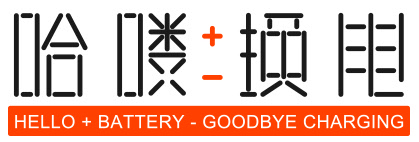 哈喽±换电
HELLO + BATTERY - GOODBYE CHARGING